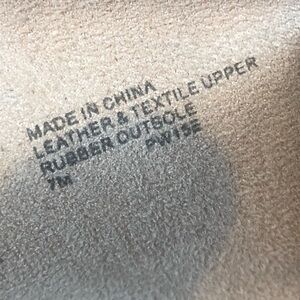 MADE IN CHINA
LEATHER & TEXTILE UPPER
RUBBER OUTSOLE
7M PW15E